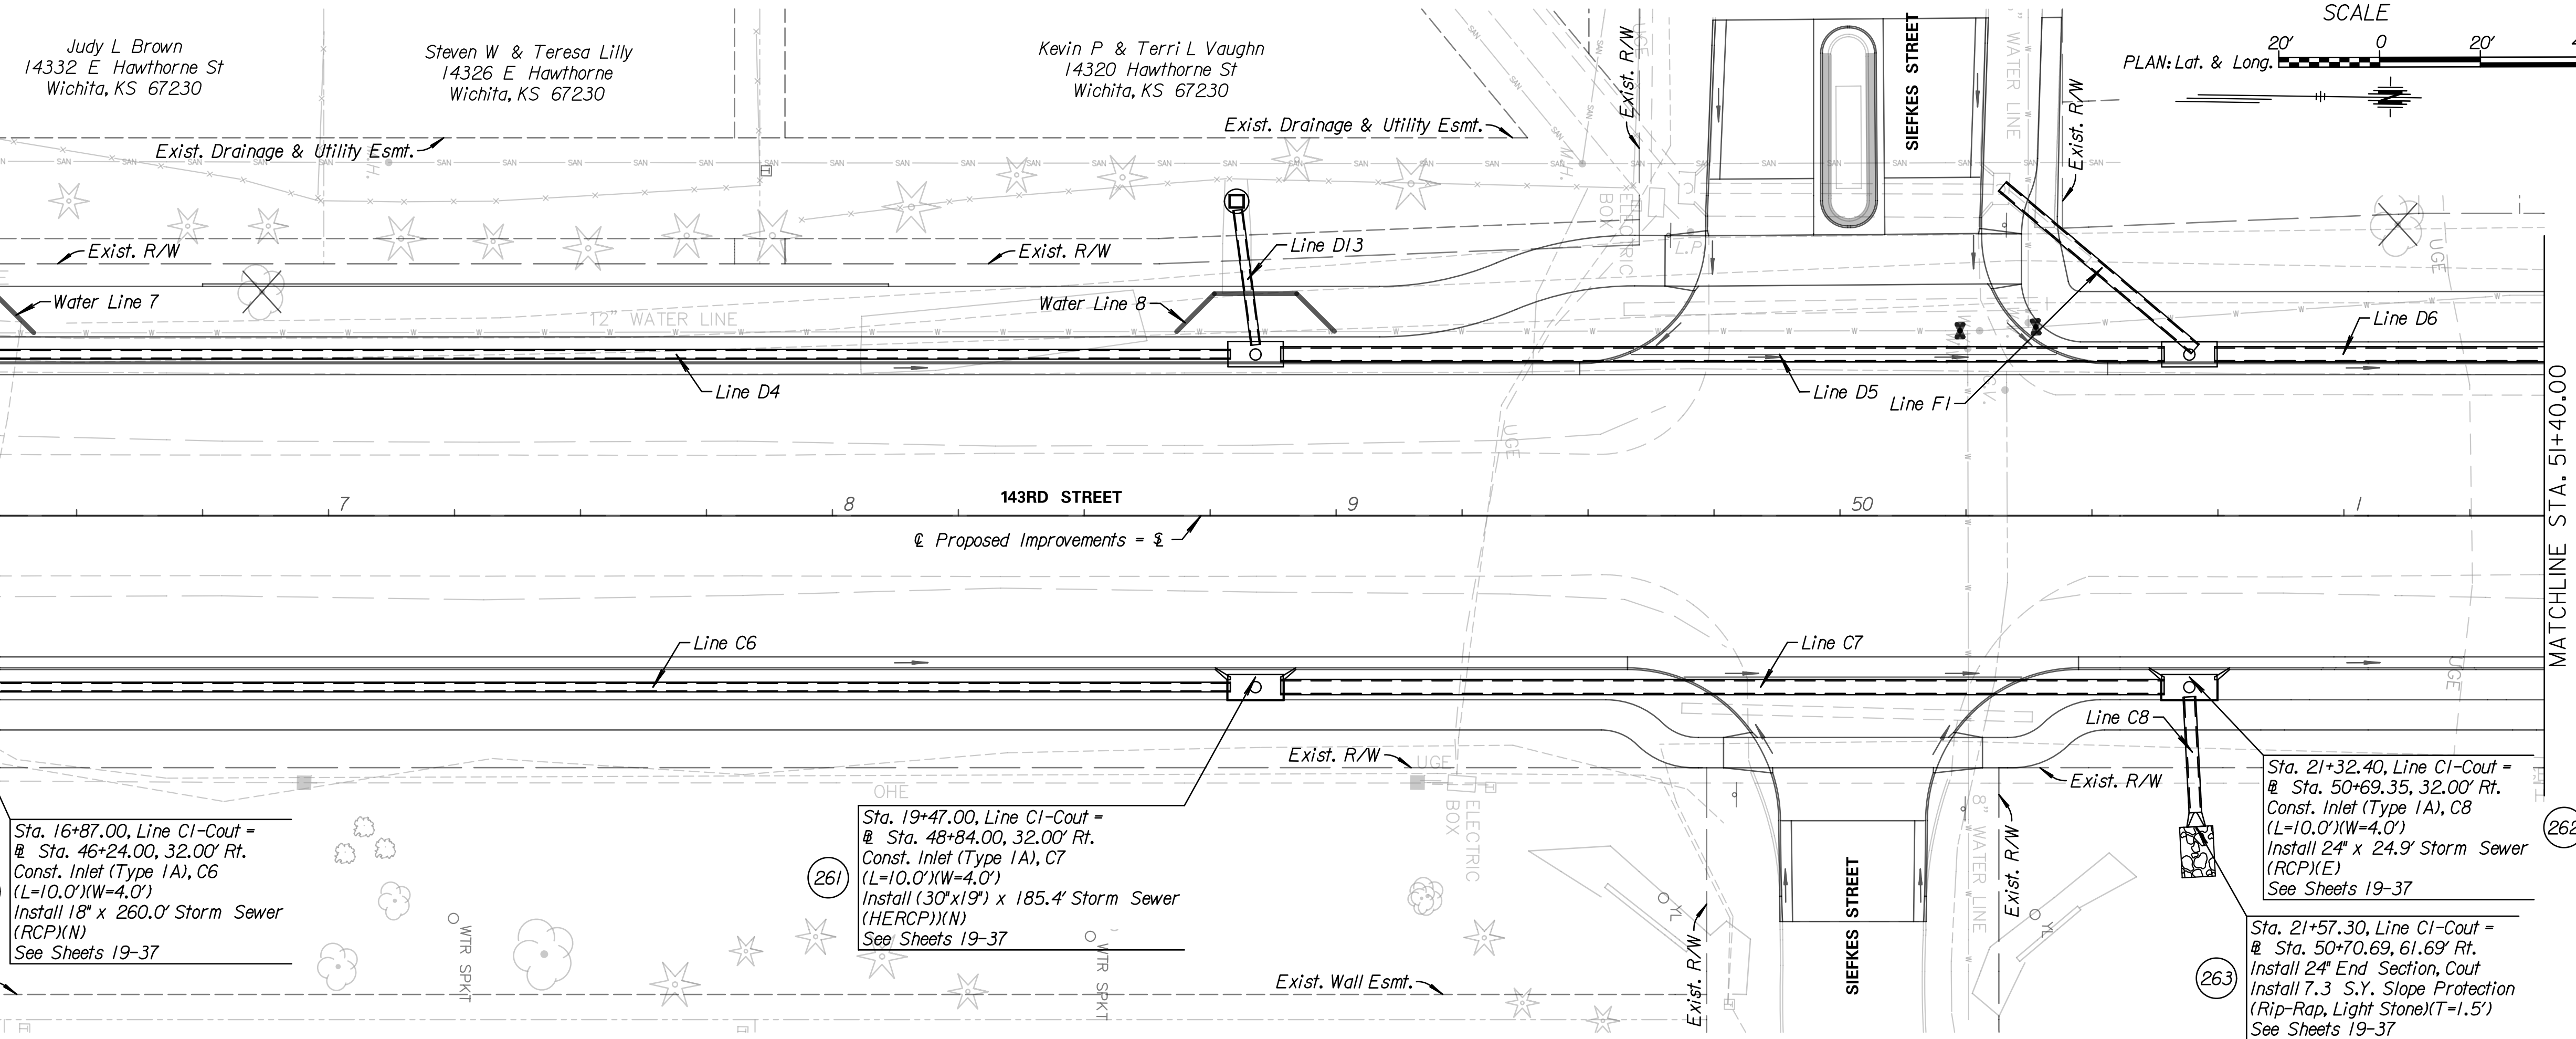 Judy L Brown
14332 E Hawthorne St
Wichita, KS 67230
Steven W & Teresa Lilly
14326 E Hawthorne
Wichita, KS 67230
Kevin P & Terri L Vaughn
14320 Hawthorne St
Wichita, KS 67230
SCALE
20' 0 20'
PLAN: Lat. & Long.
N
Exist. Drainage & Utility Esmt.
Exist. Drainage & Utility Esmt.
Exist. R/W
SIEFKES STREET
WATER LINE
Exist. R/W
UGE
SAN
M.H.
M.H.
ELECTRIC
BOX
L.P.
Exist. R/W
Exist. R/W
Line D13
Water Line 7
Water Line 8
12" WATER LINE
UGE
Line D6
Line D4
Line D5
Line F1
UGE
MATCHLINE STA. 51+40.00
143RD STREET
7 8 9 50 1
℄ Proposed Improvements =
Line C6
Line C7
Line C8
UGE
Exist. R/W
Exist. R/W
UGE
OHE
ELECTRIC
BOX
8" WATER LINE
Exist. R/W
Exist. R/W
SIEFKES STREET
YL
YL
WTR SPKT
WTR SPKT
Exist. Wall Esmt.
Sta. 16+87.00, Line C1-Cout =
Sta. 46+24.00, 32.00' Rt.
Const. Inlet (Type 1A), C6
(L=10.0')(W=4.0')
Install 18" x 260.0' Storm Sewer
(RCP)(N)
See Sheets 19-37
261
Sta. 19+47.00, Line C1-Cout =
Sta. 48+84.00, 32.00' Rt.
Const. Inlet (Type 1A), C7
(L=10.0')(W=4.0')
Install (30"x19") x 185.4' Storm Sewer
(HERCP))(N)
See Sheets 19-37
262
Sta. 21+32.40, Line C1-Cout =
Sta. 50+69.35, 32.00' Rt.
Const. Inlet (Type 1A), C8
(L=10.0')(W=4.0')
Install 24" x 24.9' Storm Sewer
(RCP)(E)
See Sheets 19-37
263
Sta. 21+57.30, Line C1-Cout =
Sta. 50+70.69, 61.69' Rt.
Install 24" End Section, Cout
Install 7.3 S.Y. Slope Protection
(Rip-Rap, Light Stone)(T=1.5')
See Sheets 19-37